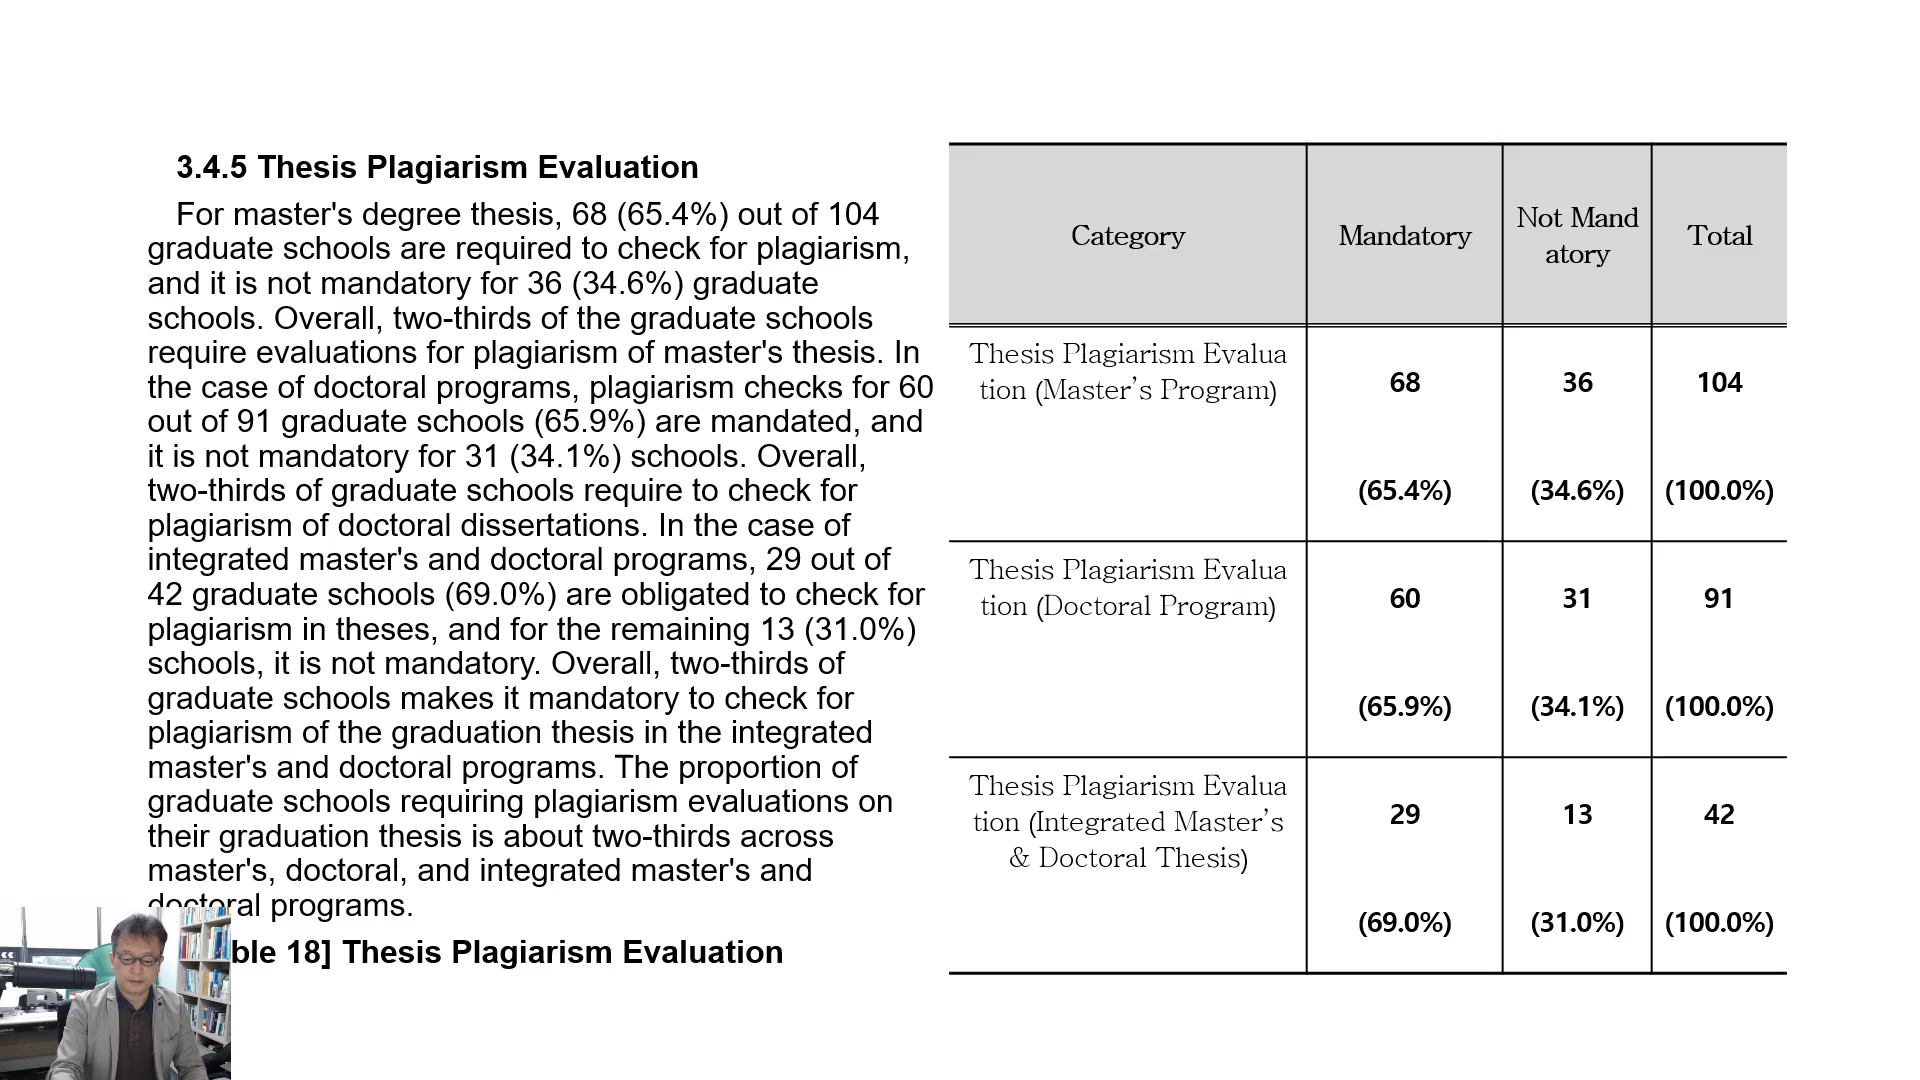 3.4.5 Thesis Plagiarism Evaluation
For master's degree thesis, 68 (65.4%) out of 104
graduate schools are required to check for plagiarism,
and it is not mandatory for 36 (34.6%) graduate
schools. Overall, two-thirds of the graduate schools
require evaluations for plagiarism of master's thesis. In
the case of doctoral programs, plagiarism checks for 60
out of 91 graduate schools (65.9%) are mandated, and
it is not mandatory for 31 (34.1%) schools. Overall,
two-thirds of graduate schools require to check for
plagiarism of doctoral dissertations. In the case of
integrated master's and doctoral programs, 29 out of
42 graduate schools (69.0%) are obligated to check for
plagiarism in theses, and for the remaining 13 (31.0%)
schools, it is not mandatory. Overall, two-thirds of
graduate schools makes it mandatory to check for
plagiarism of the graduation thesis in the integrated
master's and doctoral programs. The proportion of
graduate schools requiring plagiarism evaluations on
their graduation thesis is about two-thirds across
master's, doctoral, and integrated master's and
doctoral programs.
ble 18] Thesis Plagiarism Evaluation
Category Mandatory Not Mand
atory Total
Thesis Plagiarism Evalua
tion (Master’s Program)
68 36 104
(65.4%) (34.6%) (100.0%)
Thesis Plagiarism Evalua
tion (Doctoral Program)
60 31 91
(65.9%) (34.1%) (100.0%)
Thesis Plagiarism Evalua
tion (Integrated Master’s
& Doctoral Thesis)
29 13 42
(69.0%) (31.0%) (100.0%)